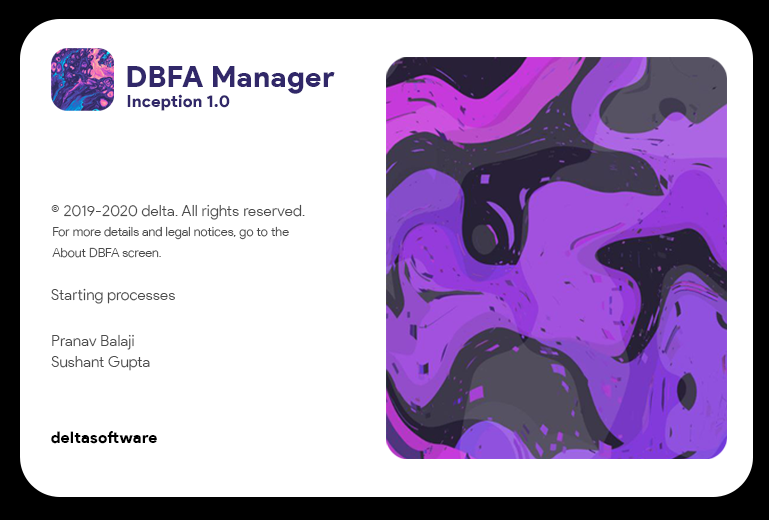 DBFA Manager
Inception 1.0
© 2019-2020 delta. All rights reserved.
For more details and legal notices, go to the
About DBFA screen.
Starting processes
Pranav Balaji
Sushant Gupta
deltasoftware